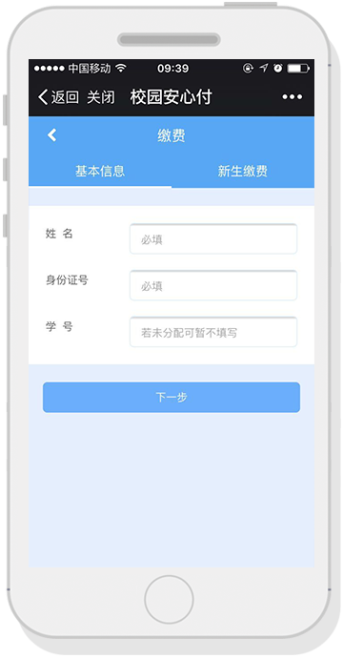 中国移动 09:39
返回 关闭 校园安心付
缴费
基本信息 新生缴费
姓 名 必填
身份证号 必填
学 号 若未分配可暂不填写
下一步